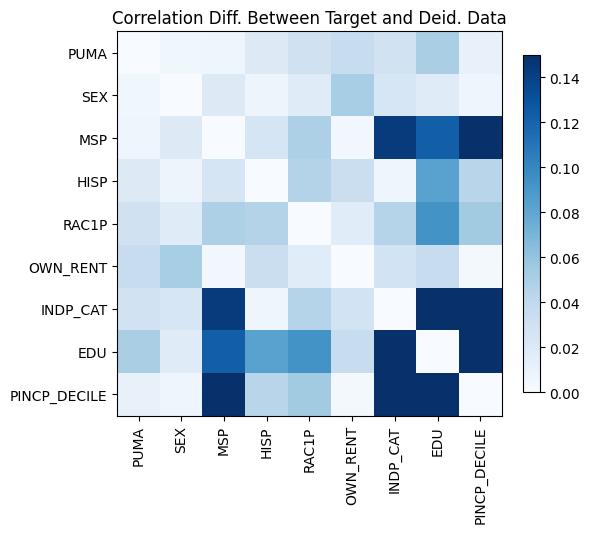 Correlation Diff. Between Target and Deid. Data
PUMA
SEX
MSP
HISP
RAC1P
OWN_RENT
INDP_CAT
EDU
PINCP_DECILE
PUMA
SEX
MSP
HISP
RAC1P
OWN_RENT
INDP_CAT
EDU
PINCP_DECILE
0.14
0.12
0.10
0.08
0.06
0.04
0.02
0.00